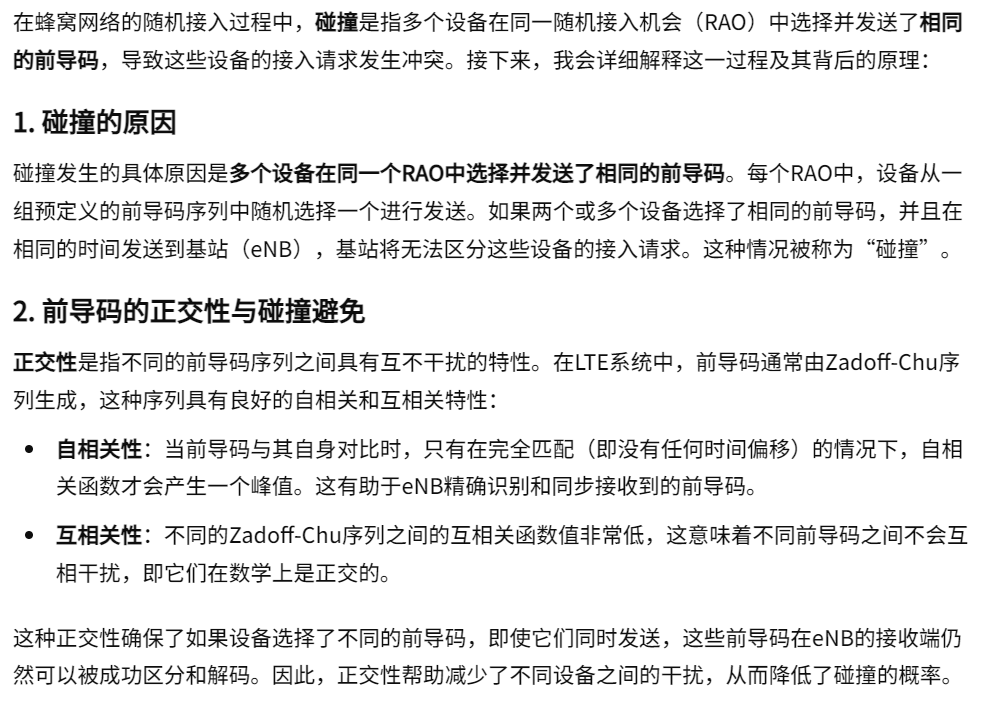 在蜂窝网络的随机接入过程中，碰撞是指多个设备在同一随机接入机会（RAO）中选择并发送了相同
的前导码，导致这些设备的接入请求发生冲突。接下来，我会详细解释这一过程及其背后的原理：
1. 碰撞的原因
碰撞发生的具体原因是多个设备在同一个RAO中选择并发送了相同的前导码。每个RAO中，设备从一
组预定义的前导码序列中随机选择一个进行发送。如果两个或多个设备选择了相同的前导码，并且在
相同的时间发送到基站（eNB），基站将无法区分这些设备的接入请求。这种情况被称为“碰撞”。
2. 前导码的正交性与碰撞避免
正交性是指不同的前导码序列之间具有互不干扰的特性。在LTE系统中，前导码通常由Zadoff-Chu序
列生成，这种序列具有良好的自相关和互相关特性：
• 自相关性：当前导码与其自身对比时，只有在完全匹配（即没有任何时间偏移）的情况下，自相
关函数才会产生一个峰值。这有助于eNB精确识别和同步接收到的前导码。
• 互相关性：不同的Zadoff-Chu序列之间的互相关函数值非常低，这意味着不同前导码之间不会互
相干扰，即它们在数学上是正交的。
这种正交性确保了如果设备选择了不同的前导码，即使它们同时发送，这些前导码在eNB的接收端仍
然可以被成功区分和解码。因此，正交性帮助减少了不同设备之间的干扰，从而降低了碰撞的概率。